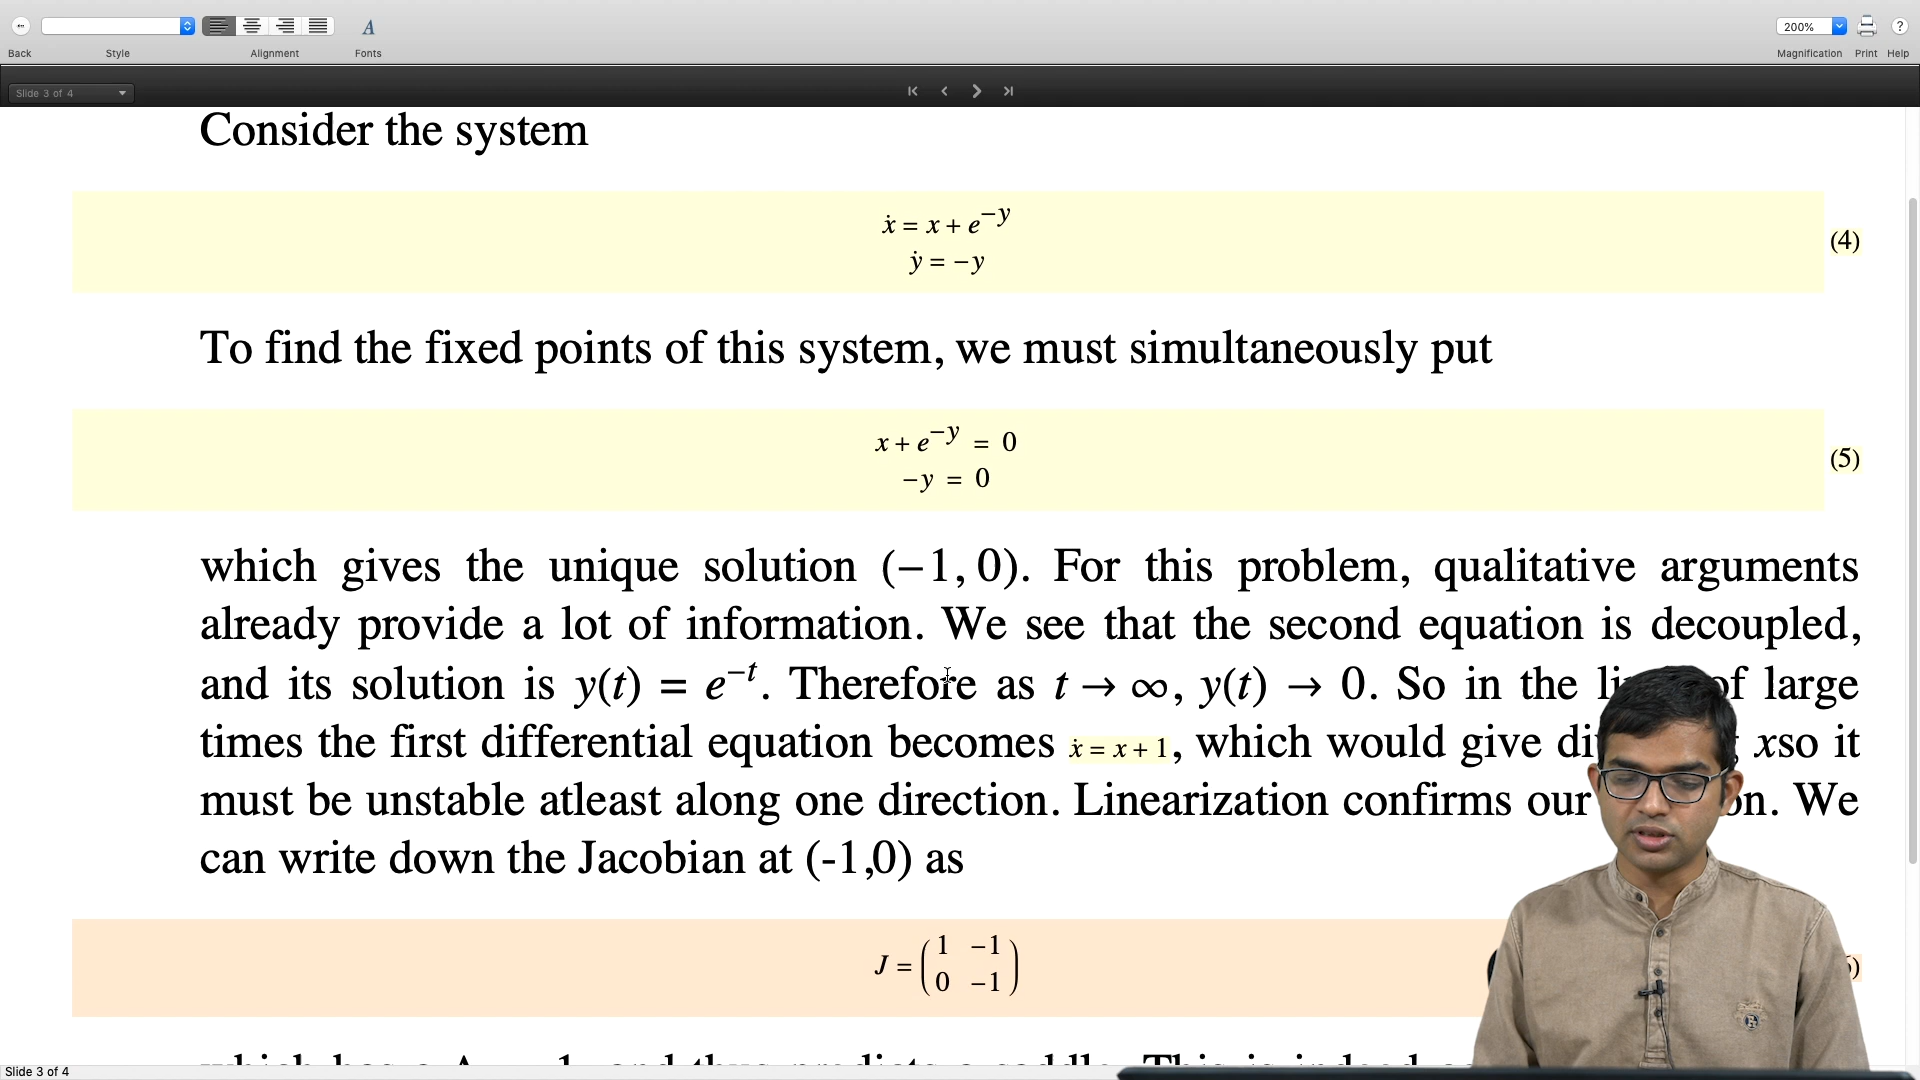 Back
Style
Alignment
A
Fonts
200%
Magnification
Print
?
Help
Slide 3 of 4
Consider the system
ẋ = x + e^{−y}
ẏ = −y
(4)
To find the fixed points of this system, we must simultaneously put
x + e^{−y} = 0
−y = 0
(5)
which gives the unique solution (−1, 0). For this problem, qualitative arguments
already provide a lot of information. We see that the second equation is decoupled,
and its solution is y(t) = e^{−t}. Therefore as t → ∞, y(t) → 0. So in the of large
times the first differential equation becomes ẋ = x + 1, which would give xso it
must be unstable atleast along one direction. Linearization confirms our We
can write down the Jacobian at (-1,0) as
J = ( 1 −1
0 −1 )
Slide 3 of 4